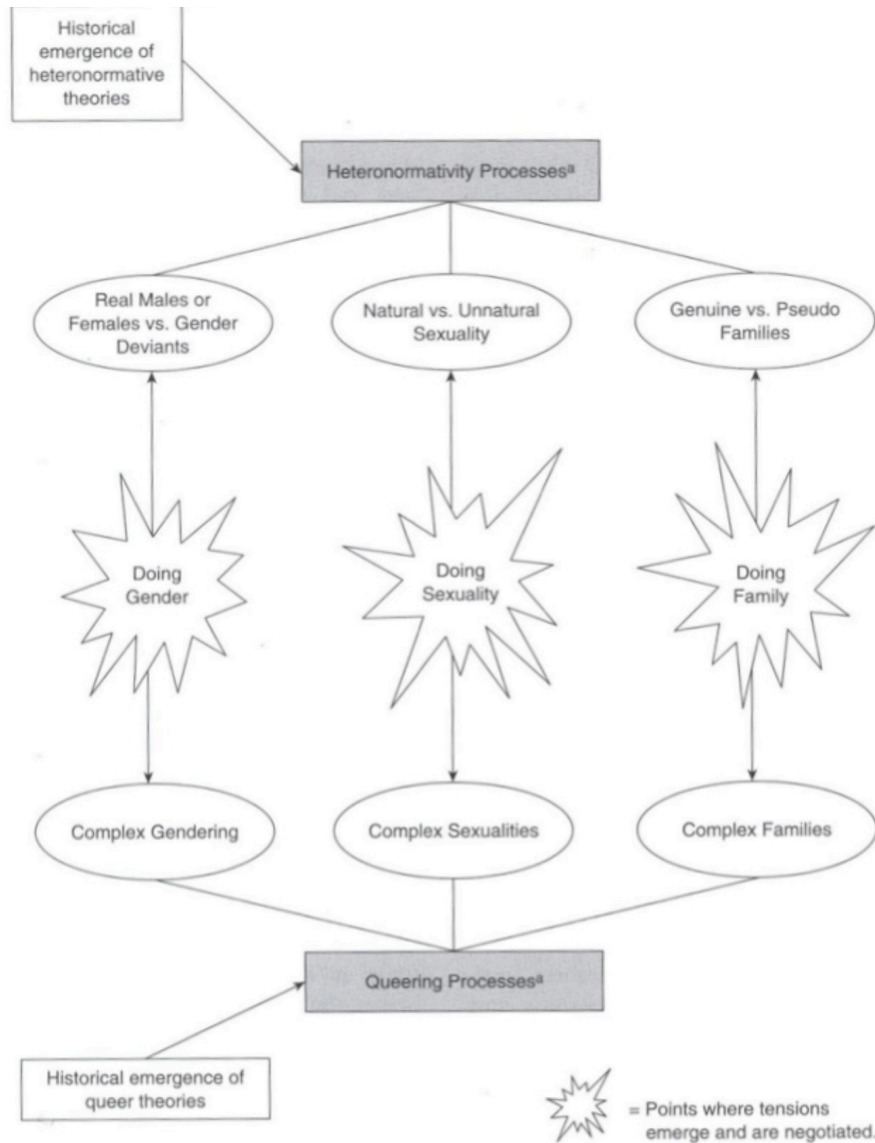 Historical
emergence of
heteronormative
theories
Heteronormativity Processesª
Real Males or
Females vs. Gender
Deviants
Natural vs. Unnatural
Sexuality
Genuine vs. Pseudo
Families
Doing
Gender
Doing
Sexuality
Doing
Family
Complex Gendering
Complex Sexualities
Complex Families
Queering Processesª
Historical emergence of
queer theories
= Points where tensions
emerge and are negotiated.